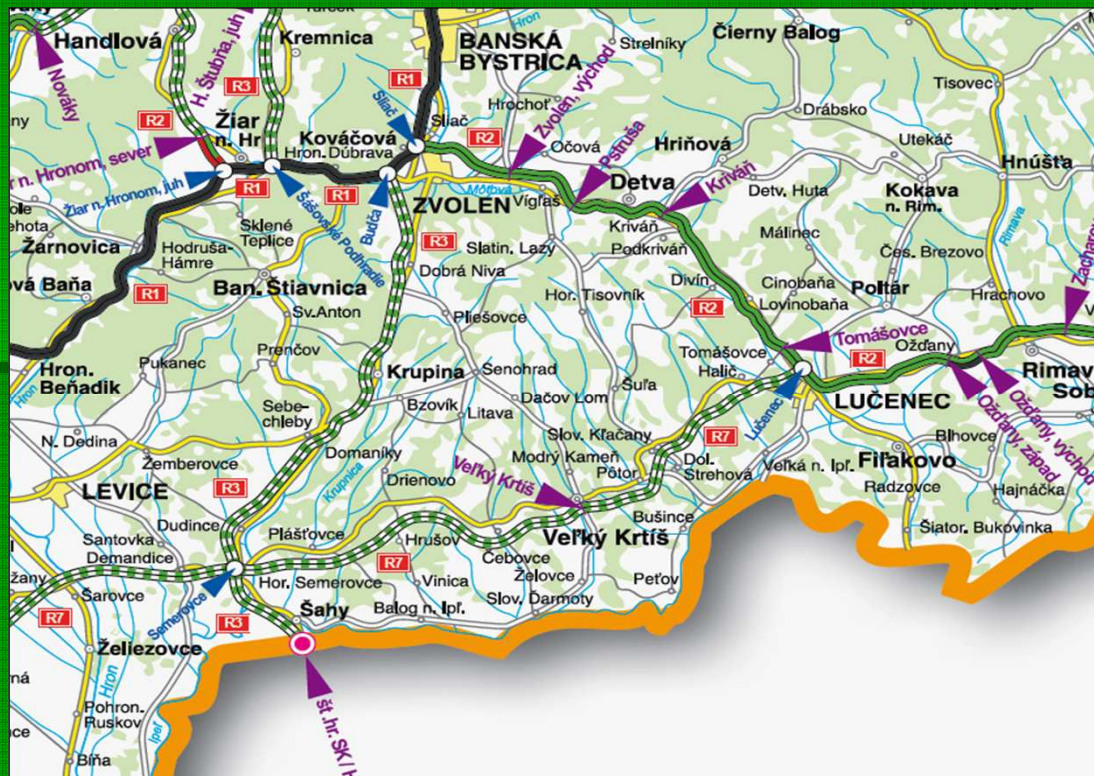 Handlová
Nováky
H. Štubňa, juh
R2
Kremnica
R3
BANSKÁ
BYSTRICA
Hron
Strelníky
Čierny Balog
Tisovec
Hrochoť
Drábsko
R1
Sliač
Sliač
Žiar
n. Hr
Kováčová
Hron. Dúbrava
R2
Zvolen, východ
Očová
Pstruša
Hriňová
Utekáč
Hnúšťa
n. Hronom, sever
Žiar n. Hronom, juh
R1
R1
Šášovské Podhradie
Budča
ZVOLEN
Môťová
Vígľaš
Detva
Kriváň
Detv. Huta
Kokava
n. Rim.
Rimava
Sklené
Teplice
R3
Slatin. Lazy
Kriváň
Podkriváň
Málinec
Čes. Brezovo
Žarnovica
Hodruša-
Hámre
Dobrá Niva
Hor. Tisovník
Divín
Cinobaňa
Lovinobaňa
Poltár
Hrachovo
R1
Ban. Štiavnica
Sv.Anton
Pliešovce
R2
Tomášovce
Ožďany
R2
Prenčov
Pukanec
Krupina
Senohrad
Tomášovce
Halič
Hron.
Beňadik
Hron
Bzovík
Litava
Dačov Lom
Šuľa
LUČENEC
Lučenec
Ožďany, západ
Ožďany, východ
N. Dedina
Sebe-
chleby
Slov. Kľačany
R7
Blhovce
Žemberovce
Domaníky
Modrý Kameň
Pôtor
Dol.
Strehová
Veľká n. Ipľ.
Fiľakovo
LEVICE
R3
Krupnica
Drienovo
Veľký Krtíš
Radzovce
Hajnáčka
Dudince
Plášťovce
Bušince
Šiator. Bukovinka
Santovka
Demandice
Hrušov
Čebovce
Veľký Krtíš
R7
Hor. Semerovce
Vinica
Želovce
Peťov
Šarovce
Semerovce
R7
R3
Šahy
Balog n. Ipľ.
Slov. Ďarmoty
Želiezovce
Hron
št.hr. SK/
Pohron.
Ruskov
Ipeľ
Bíňa